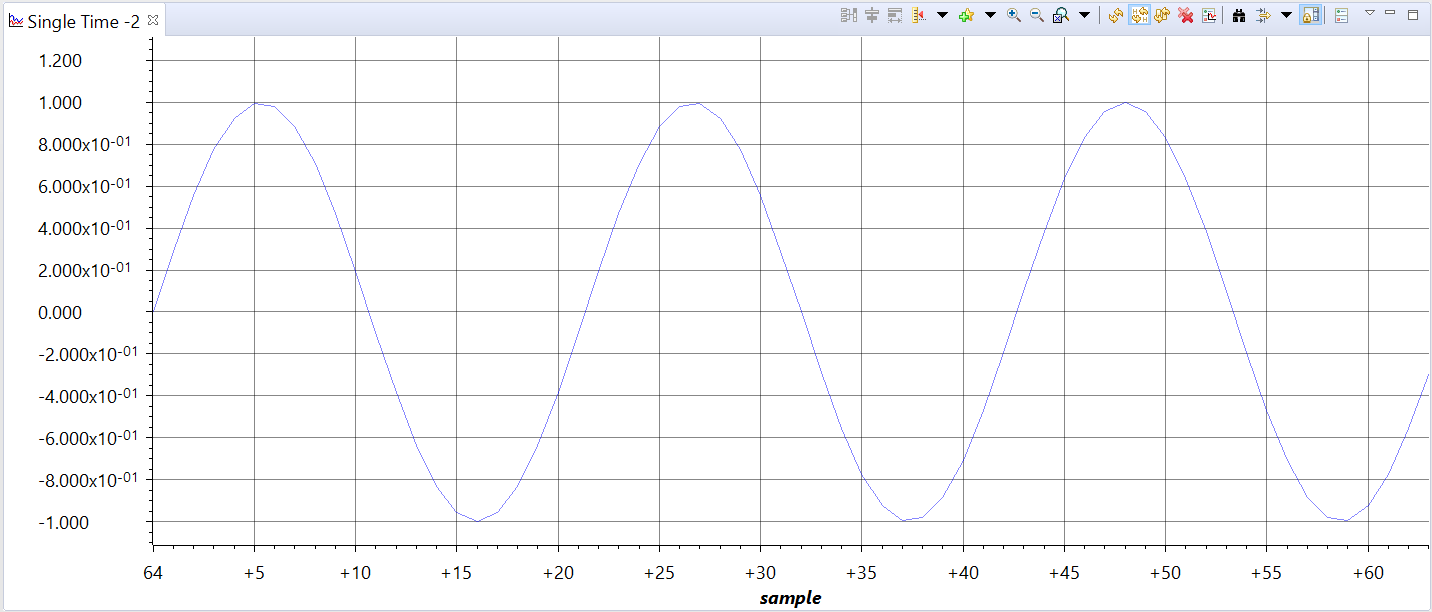 Single Time -2
1.200
1.000
8.000x10-01
6.000x10-01
4.000x10-01
2.000x10-01
0.000
-2.000x10-01
-4.000x10-01
-6.000x10-01
-8.000x10-01
-1.000
64 +5 +10 +15 +20 +25 +30 +35 +40 +45 +50 +55 +60
sample